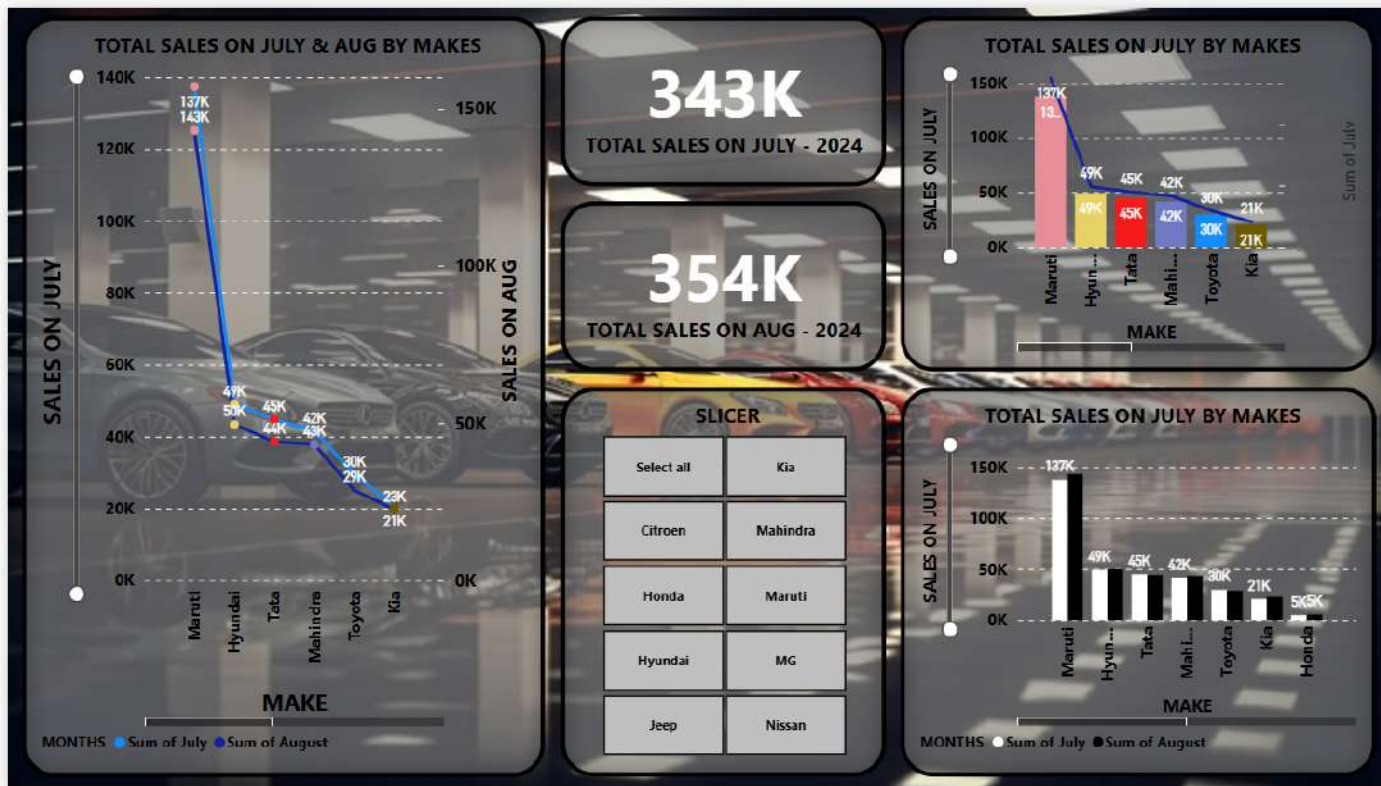 TOTAL SALES ON JULY & AUG BY MAKES
140K
120K
100K
80K
60K
40K
20K
0K
SALES ON JULY
137K
143K
49K
50K
45K
44K
42K
43K
30K
29K
23K
21K
150K
100K
50K
0K
SALES ON AUG
Maruti
Hyundai
Tata
Mahindra
Toyota
Kia
MAKE
MONTHS Sum of July Sum of August
343K
TOTAL SALES ON JULY - 2024
354K
TOTAL SALES ON AUG - 2024
SLICER
Select all Kia
Citroen Mahindra
Honda Maruti
Hyundai MG
Jeep Nissan
TOTAL SALES ON JULY BY MAKES
150K
100K
50K
0K
SALES ON JULY
137K
13...
49K
45K
42K
30K
21K
49K
45K
42K
30K
21K
Sum of July
Maruti
Hyun...
Tata
Mahi...
Toyota
Kia
MAKE
TOTAL SALES ON JULY BY MAKES
150K
100K
50K
0K
SALES ON JULY
137K
49K
45K
42K
30K
21K
5K
5K
Maruti
Hyun...
Tata
Mahi...
Toyota
Kia
Honda
MAKE
MONTHS Sum of July Sum of August